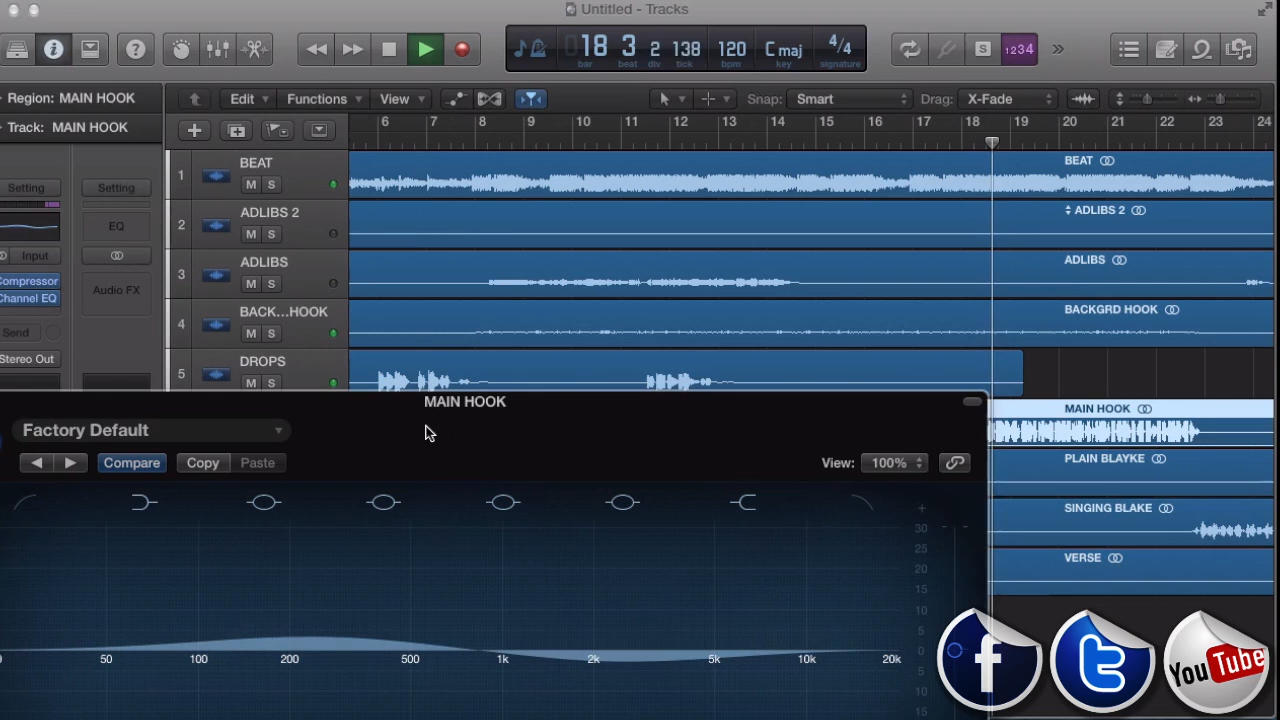 Untitled - Tracks
18 3 2 138 120 C maj 4/4
bar beat div tick bpm key signature
S 1234
Region: MAIN HOOK
Edit Functions View Snap: Smart Drag: X-Fade
Track: MAIN HOOK
6 7 8 9 10 11 12 13 14 15 16 17 18 19 20 21 22 23 24
1 BEAT M S BEAT
2 ADLIBS 2 M S ADLIBS 2
3 ADLIBS M S ADLIBS
4 BACK...HOOK M S BACKGRD HOOK
5 DROPS M S
Setting Setting
EQ
Input
Compressor
Channel EQ
Audio FX
Send
Stereo Out
MAIN HOOK
MAIN HOOK
PLAIN BLAYKE
SINGING BLAKE
VERSE
Factory Default
Compare Copy Paste View: 100%
+
30
25
20
15
10
5
0
5
10
15
50 100 200 500 1k 2k 5k 10k 20k
f t YouTube